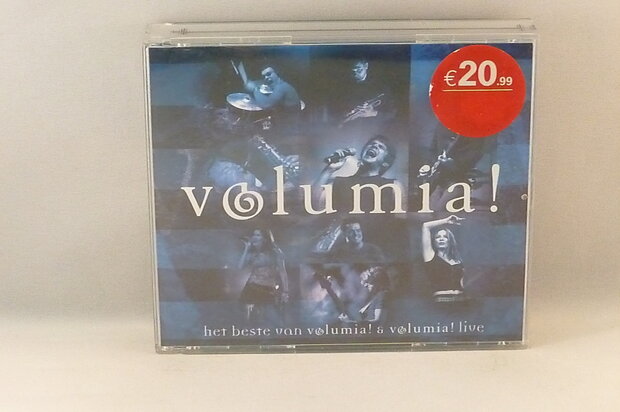 €20.99
volumia!
het beste van volumia! & volumia! live